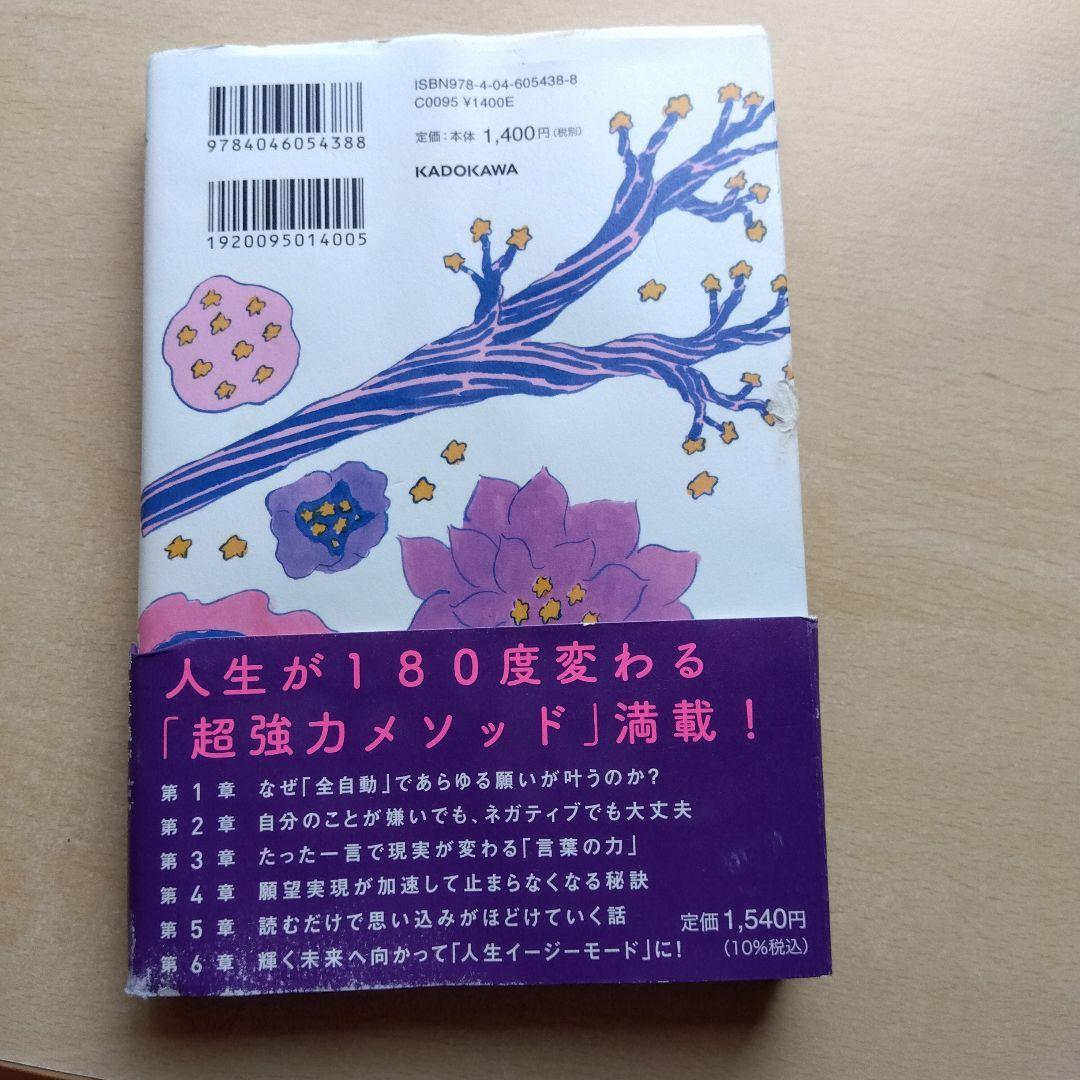 ISBN978-4-04-605438-8
C0095 ¥1400E
定価:本体 1,400円(税別)
KADOKAWA
9784046054388
1920095014005
人生が180度変わる
「超強力メソッド」満載!
第1章 なぜ「全自動」であらゆる願いが叶うのか?
第2章 自分のことが嫌いでも、ネガティブでも大丈夫
第3章 たった一言で現実が変わる「言葉の力」
第4章 願望実現が加速して止まらなくなる秘訣
第5章 読むだけで思い込みがほどけていく話
第6章 輝く未来へ向かって「人生イージーモード」に!
定価1,540円
(10%税込)